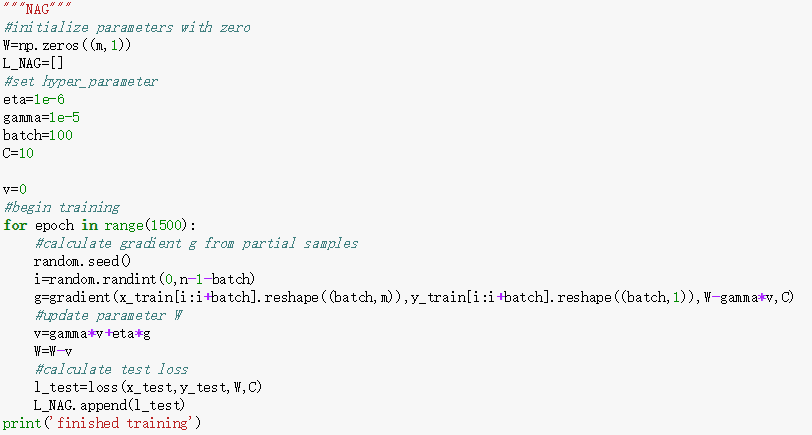 """NAG"""
#initialize parameters with zero
W=np.zeros((m,1))
L_NAG=[]
#set hyper_parameter
eta=1e-6
gamma=1e-5
batch=100
C=10

v=0
#begin training
for epoch in range(1500):
    #calculate gradient g from partial samples
    random.seed()
    i=random.randint(0,n-1-batch)
    g=gradient(x_train[i:i+batch].reshape((batch,m)),y_train[i:i+batch].reshape((batch,1)),W-gamma*v,C)
    #update parameter W
    v=gamma*v+eta*g
    W=W-v
    #calculate test loss
    l_test=loss(x_test,y_test,W,C)
    L_NAG.append(l_test)
print('finished training')